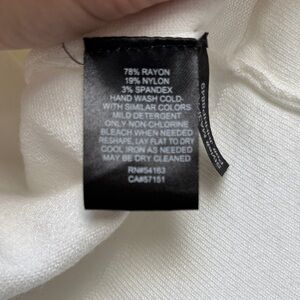 78% RAYON
19% NYLON
3% SPANDEX
HAND WASH COLD
WITH SIMILAR COLORS
MILD DETERGENT
ONLY NON-CHLORINE
BLEACH WHEN NEEDED
RESHAPE, LAY FLAT TO DRY
COOL IRON AS NEEDED
MAY BE DRY CLEANED
RN#54163
CA#57151